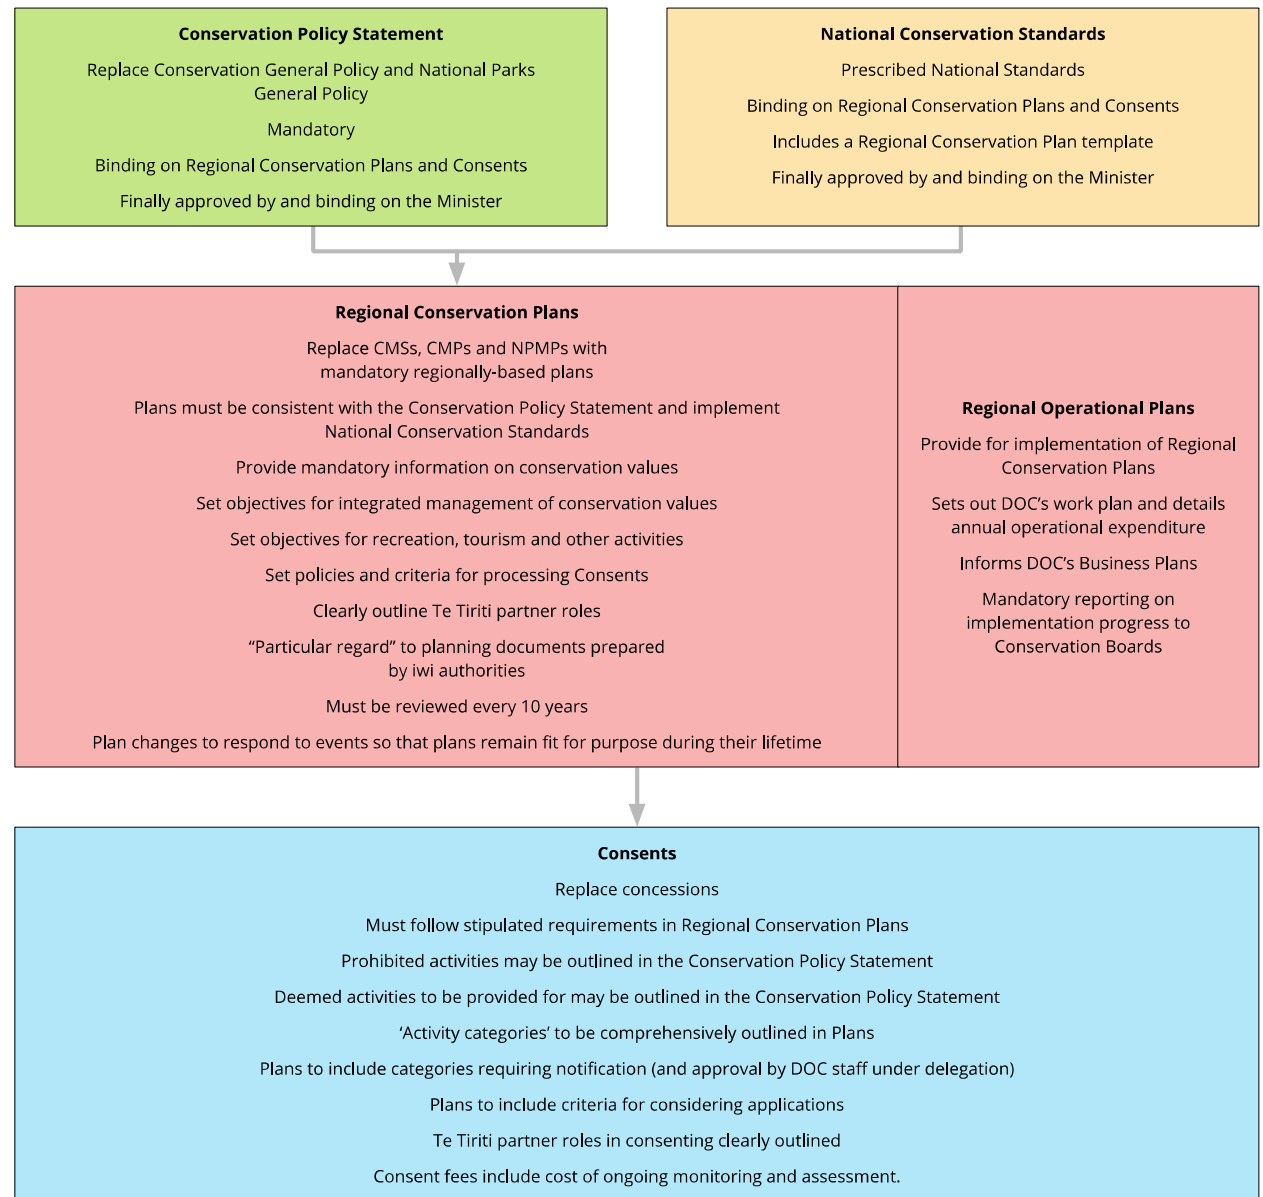 Conservation Policy Statement
Replace Conservation General Policy and National Parks
General Policy
Mandatory
Binding on Regional Conservation Plans and Consents
Finally approved by and binding on the Minister
National Conservation Standards
Prescribed National Standards
Binding on Regional Conservation Plans and Consents
Includes a Regional Conservation Plan template
Finally approved by and binding on the Minister
Regional Conservation Plans
Replace CMSs, CMPs and NPMPs with
mandatory regionally-based plans
Plans must be consistent with the Conservation Policy Statement and implement
National Conservation Standards
Provide mandatory information on conservation values
Set objectives for integrated management of conservation values
Set objectives for recreation, tourism and other activities
Set policies and criteria for processing Consents
Clearly outline Te Tiriti partner roles
“Particular regard” to planning documents prepared
by iwi authorities
Must be reviewed every 10 years
Plan changes to respond to events so that plans remain fit for purpose during their lifetime
Regional Operational Plans
Provide for implementation of Regional
Conservation Plans
Sets out DOC’s work plan and details
annual operational expenditure
Informs DOC’s Business Plans
Mandatory reporting on
implementation progress to
Conservation Boards
Consents
Replace concessions
Must follow stipulated requirements in Regional Conservation Plans
Prohibited activities may be outlined in the Conservation Policy Statement
Deemed activities to be provided for may be outlined in the Conservation Policy Statement
‘Activity categories’ to be comprehensively outlined in Plans
Plans to include categories requiring notification (and approval by DOC staff under delegation)
Plans to include criteria for considering applications
Te Tiriti partner roles in consenting clearly outlined
Consent fees include cost of ongoing monitoring and assessment.